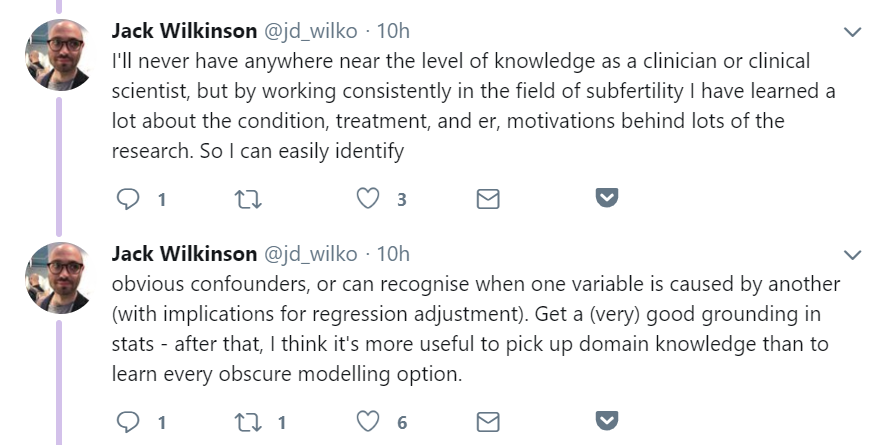 Jack Wilkinson @jd_wilko · 10h
I'll never have anywhere near the level of knowledge as a clinician or clinical
scientist, but by working consistently in the field of subfertility I have learned a
lot about the condition, treatment, and er, motivations behind lots of the
research. So I can easily identify
1 3
Jack Wilkinson @jd_wilko · 10h
obvious confounders, or can recognise when one variable is caused by another
(with implications for regression adjustment). Get a (very) good grounding in
stats - after that, I think it's more useful to pick up domain knowledge than to
learn every obscure modelling option.
1 1 6